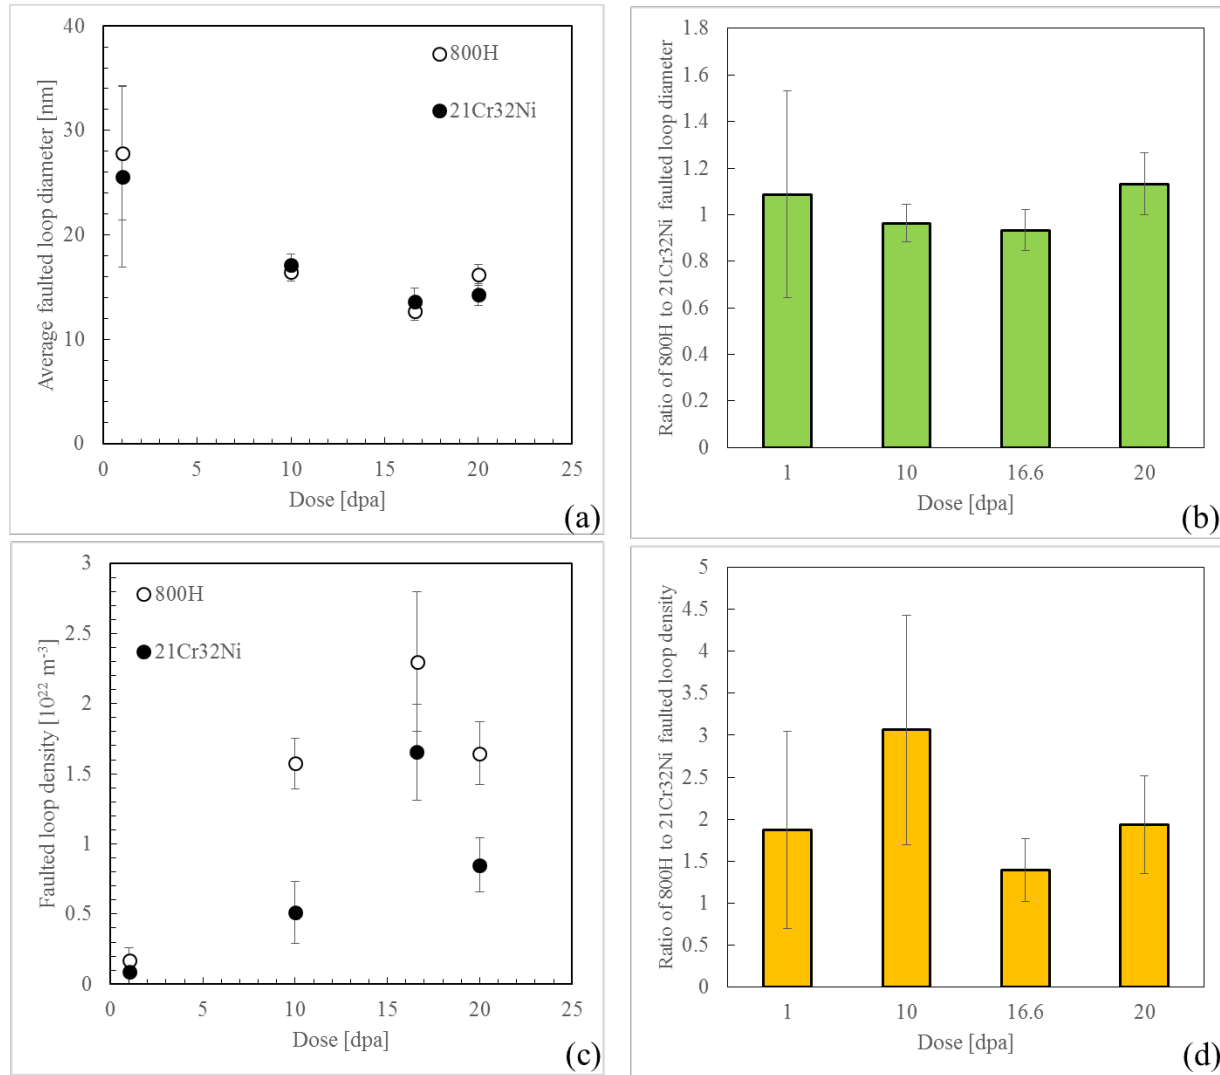 40
30
20
10
0
0 5 10 15 20 25
Average faulted loop diameter [nm]
Dose [dpa]
800H
21Cr32Ni
(a)
1.8
1.6
1.4
1.2
1
0.8
0.6
0.4
0.2
0
1 10 16.6 20
Ratio of 800H to 21Cr32Ni faulted loop diameter
Dose [dpa]
(b)
3
2.5
2
1.5
1
0.5
0
0 5 10 15 20 25
Faulted loop density [10²² m⁻³]
Dose [dpa]
800H
21Cr32Ni
(c)
5
4.5
4
3.5
3
2.5
2
1.5
1
0.5
0
1 10 16.6 20
Ratio of 800H to 21Cr32Ni faulted loop density
Dose [dpa]
(d)